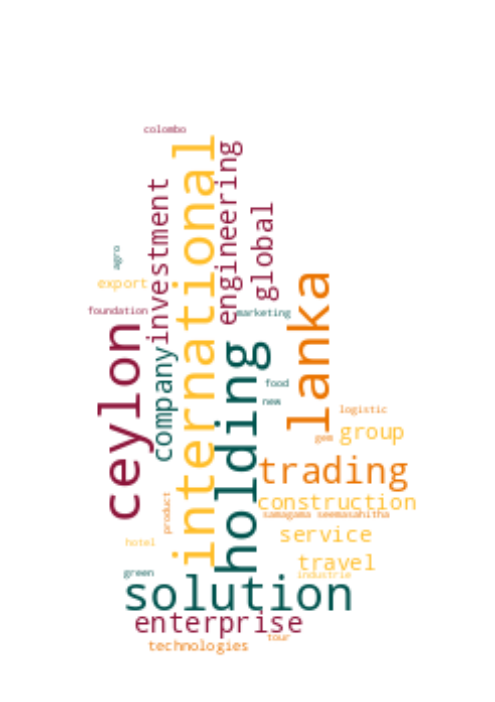 colombo
international
engineering
investment
global
agro
export
foundation
marketing
lanka
ceylon
company
holding
food
new
logistic
gem
group
trading
product
construction
samagama seemasahitha
service
hotel
travel
green
industrie
solution
enterprise
tour
technologies